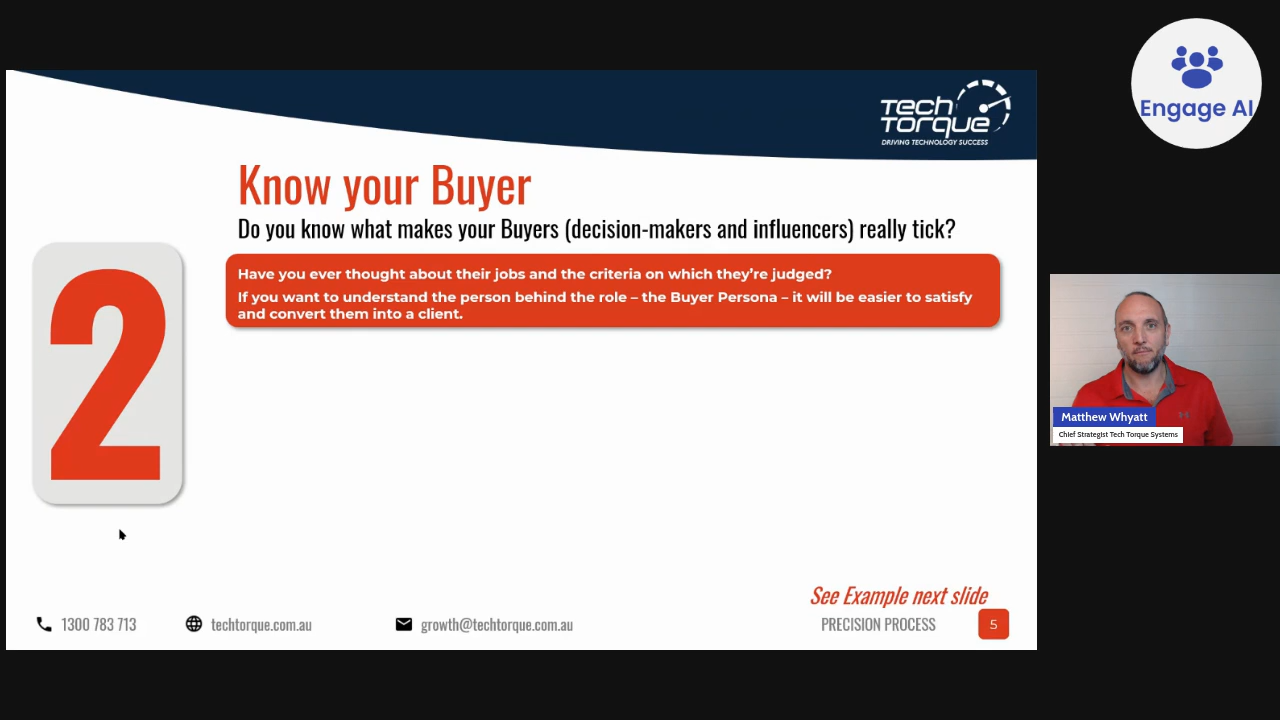 Tech
Torque
DRIVING TECHNOLOGY SUCCESS
Engage AI
Know your Buyer
Do you know what makes your Buyers (decision-makers and influencers) really tick?
2
Have you ever thought about their jobs and the criteria on which they're judged?
If you want to understand the person behind the role – the Buyer Persona – it will be easier to satisfy
and convert them into a client.
Matthew Whyatt
Chief Strategist Tech Torque Systems
See Example next slide
1300 783 713
techtorque.com.au
growth@techtorque.com.au
PRECISION PROCESS
5